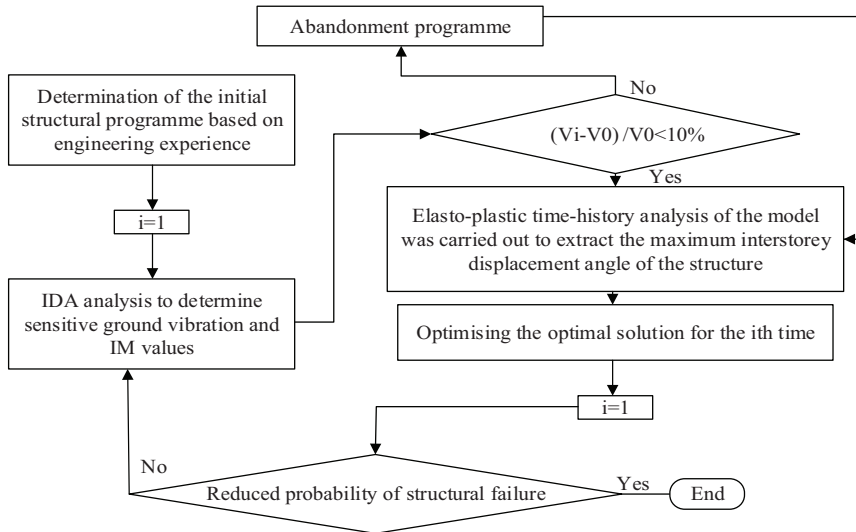 Abandonment programme
Determination of the initial
structural programme based on
engineering experience
i=1
IDA analysis to determine
sensitive ground vibration and
IM values
No
(Vi-V0) /V0<10%
Yes
Elasto-plastic time-history analysis of the model
was carried out to extract the maximum interstorey
displacement angle of the structure
Optimising the optimal solution for the ith time
i=1
No
Reduced probability of structural failure
Yes
End